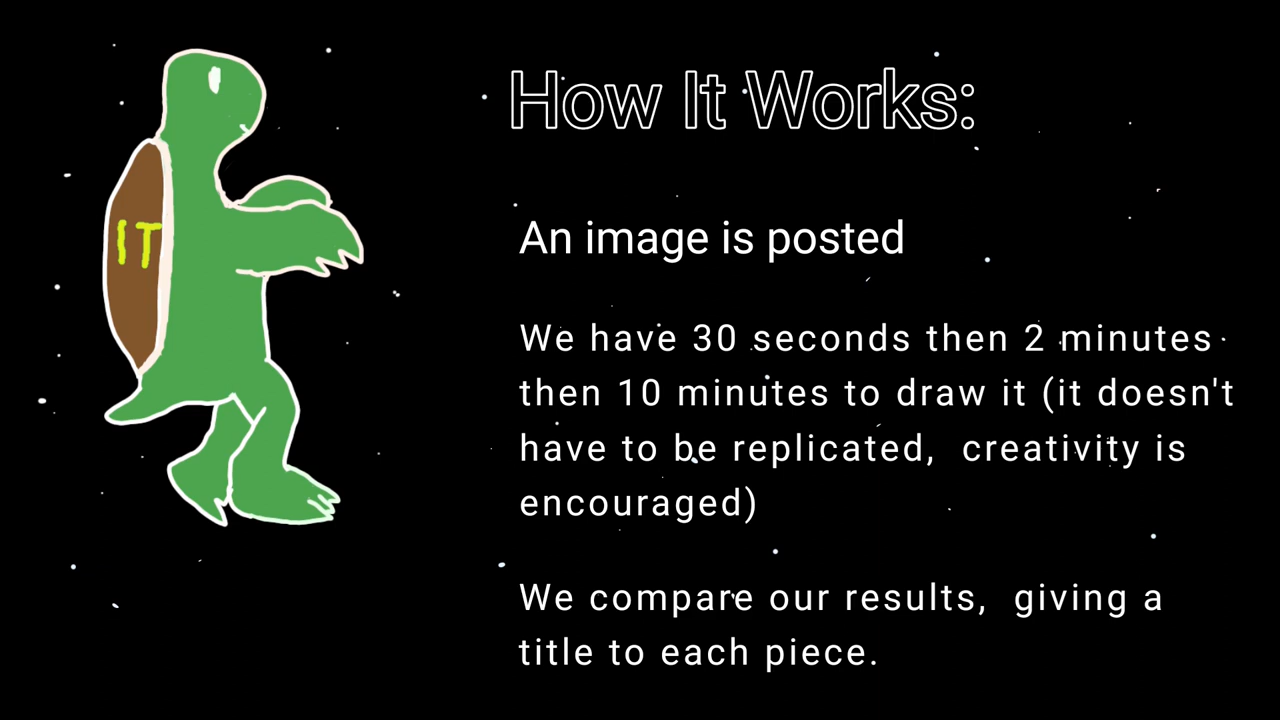 How It Works:
IT
An image is posted
We have 30 seconds then 2 minutes
then 10 minutes to draw it (it doesn't
have to be replicated,  creativity is
encouraged)
We compare our results,  giving a
title to each piece.